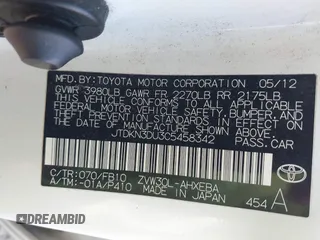 MFD. BY: TOYOTA MOTOR CORPORATION 05/12
GVWR 3980LB GAWR FR 2270LB RR 2175LB
THIS VEHICLE CONFORMS TO ALL APPLICABLE
FEDERAL MOTOR VEHICLE SAFETY, BUMPER, AND
THEFT PREVENTION STANDARDS IN EFFECT ON
THE DATE OF MANUFACTURE SHOWN ABOVE.
JTDKN3DU3C5458342 PASS.CAR
C/TR:070/FB10 ZVW30L-AHXEBA
A/TM:-01A/P410 MADE IN JAPAN
TOYOTA
454 A
DREAMBID